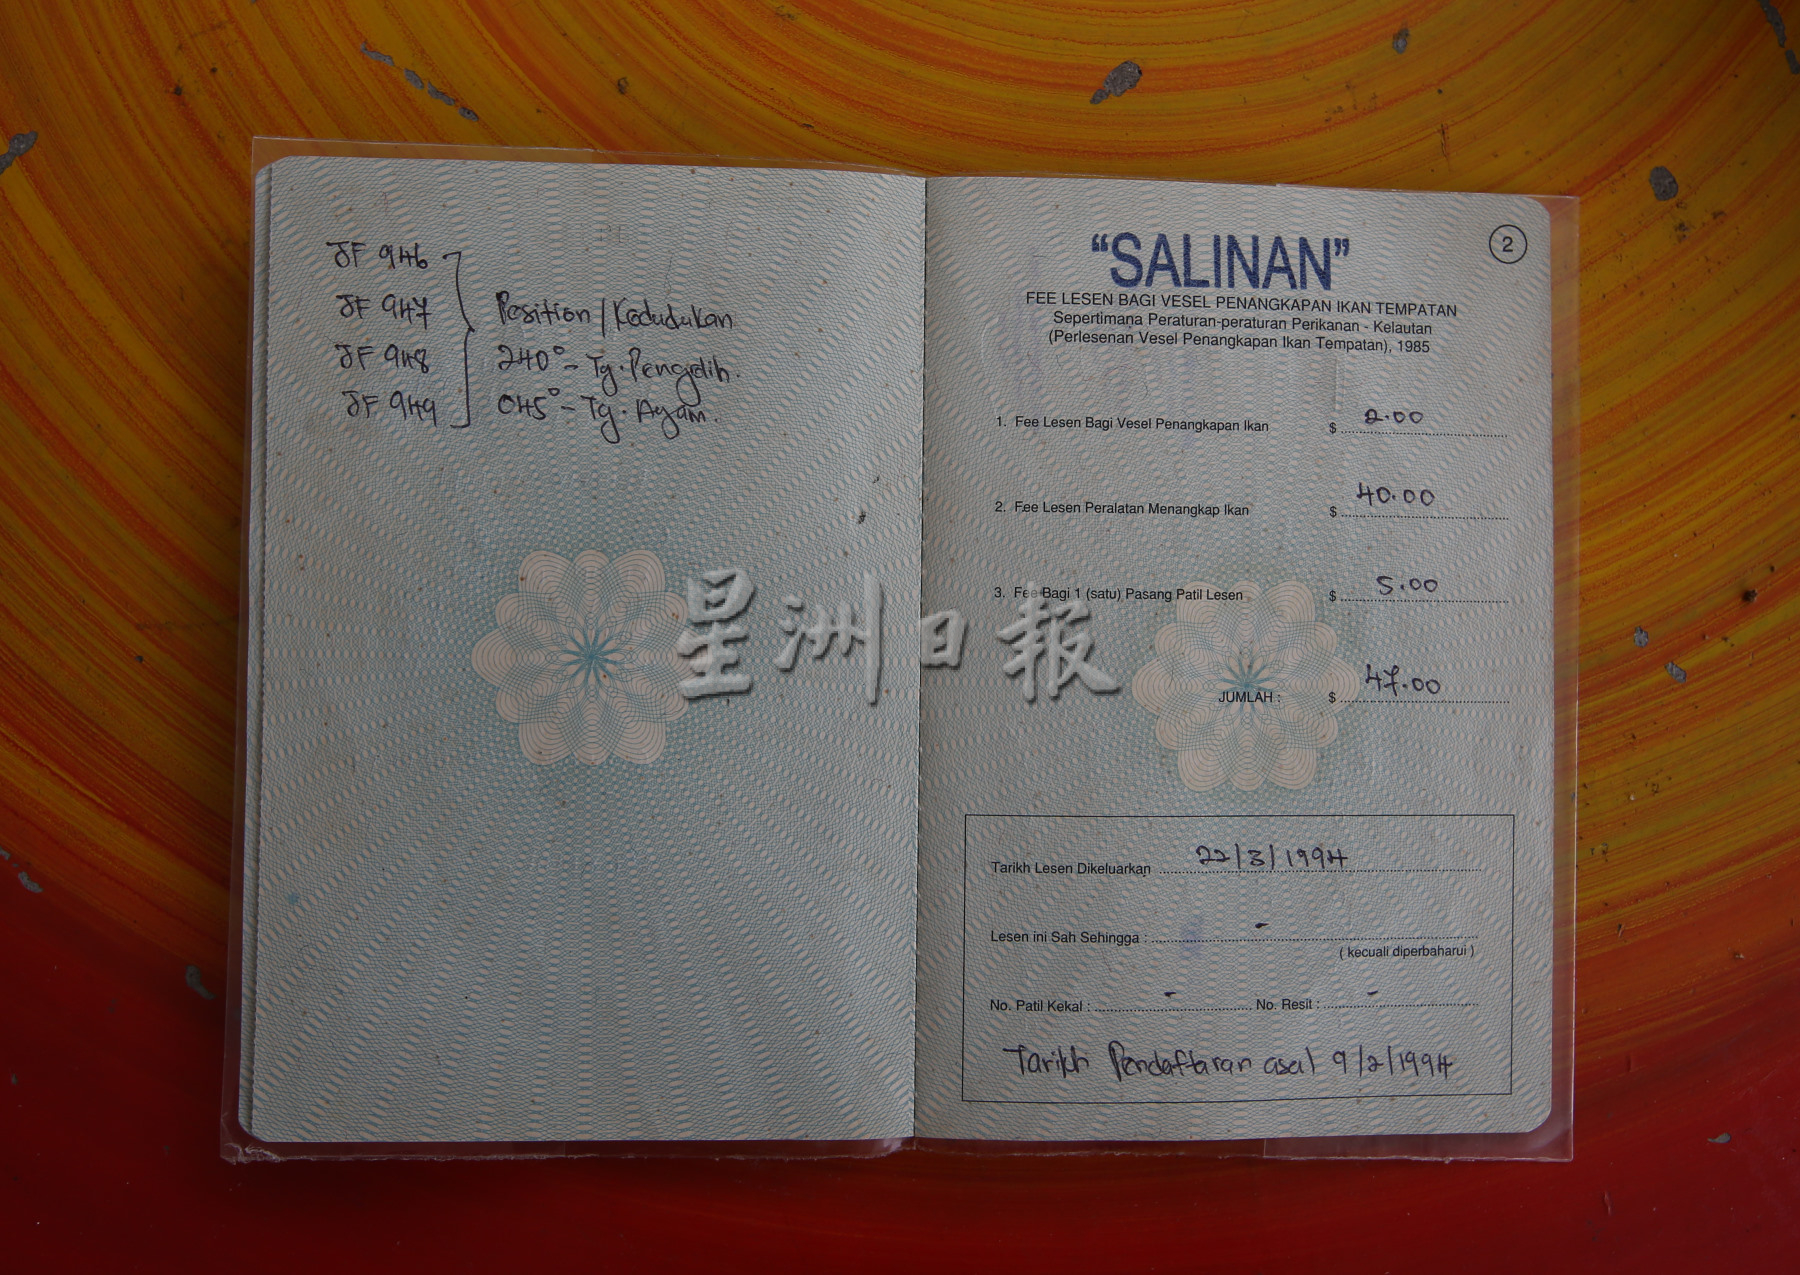 JF 946
JF 947
JF 948
JF 949
Position/Kedudukan
240° - Tg. Pengelih.
045° - Tg. Ayam.
2
"SALINAN"
FEE LESEN BAGI VESEL PENANGKAPAN IKAN TEMPATAN
Sepertimana Peraturan-peraturan Perikanan - Kelautan
(Perlesenan Vesel Penangkapan Ikan Tempatan), 1985
1. Fee Lesen Bagi Vesel Penangkapan Ikan $ 2.00
2. Fee Lesen Peralatan Menangkap Ikan $ 40.00
3. Fee Bagi 1 (satu) Pasang Patil Lesen $ 5.00
JUMLAH : $ 47.00
星洲日報
Tarikh Lesen Dikeluarkan 22/3/1994
Lesen ini Sah Sehingga : -
( kecuali diperbaharui )
No. Patil Kekal : - No. Resit : -
Tarikh Pendaftaran asal 9/2/1994